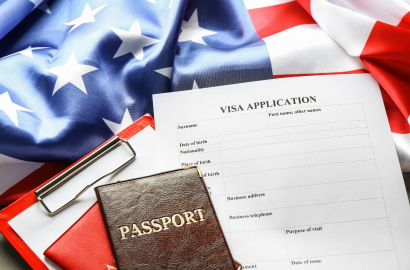 VISA APPLICATION
Surname First name, other names
Date of birth
Nationality
Place of birth
Business address
Business telephone
Purpose of visit
Date of issue
PASSPORT